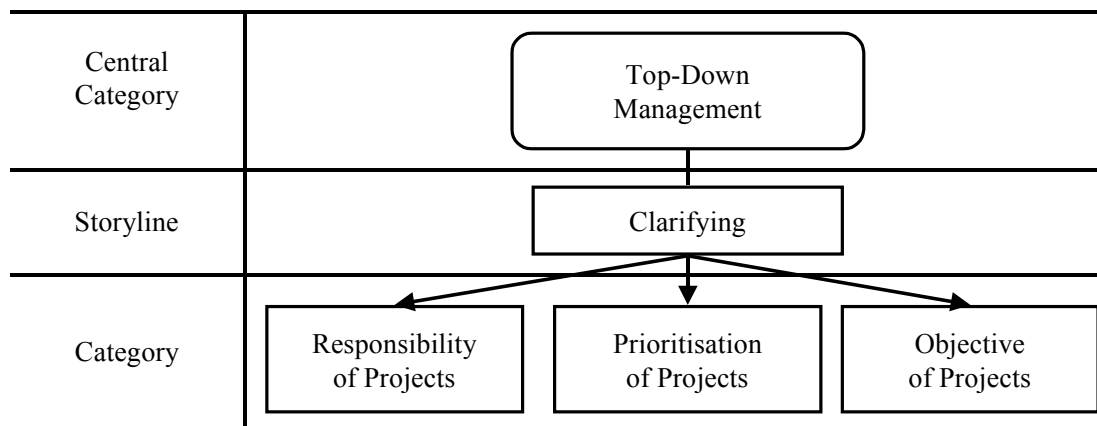 Central
Category
Top-Down
Management
Storyline
Clarifying
Category
Responsibility
of Projects
Prioritisation
of Projects
Objective
of Projects